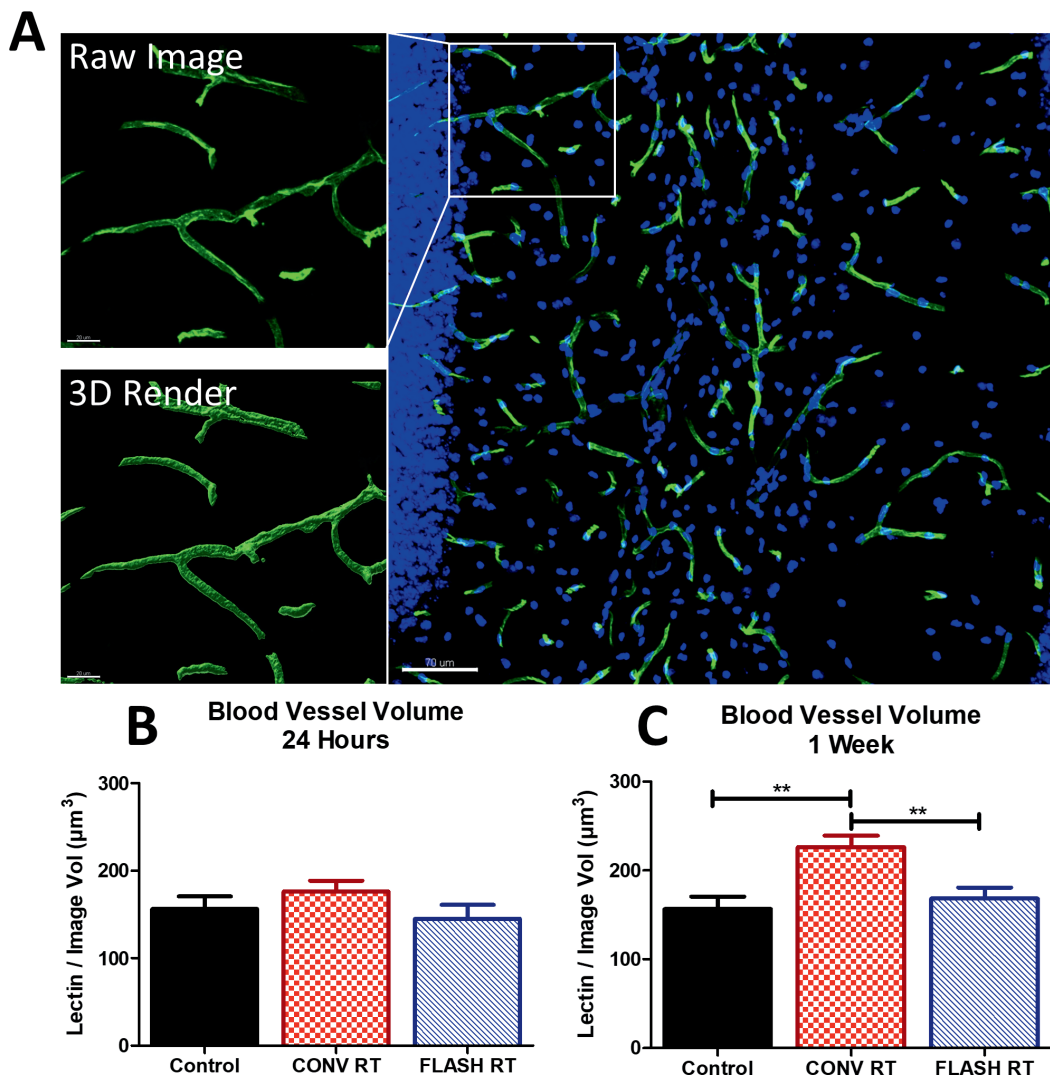 A
Raw Image
20 um
3D Render
20 um
70 um
B
Blood Vessel Volume
24 Hours
Lectin / Image Vol (µm³)
300
200
100
0
Control
CONV RT
FLASH RT
C
Blood Vessel Volume
1 Week
Lectin / Image Vol (µm³)
300
200
100
0
**
**
Control
CONV RT
FLASH RT